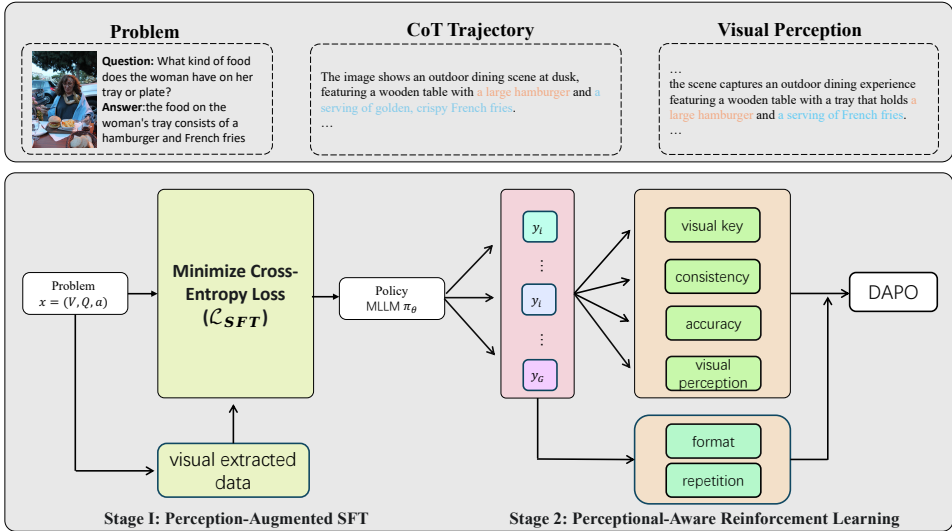 Problem
CoT Trajectory
Visual Perception
Question: What kind of food
does the woman have on her
tray or plate?
Answer:the food on the
woman's tray consists of a
hamburger and French fries
The image shows an outdoor dining scene at dusk,
featuring a wooden table with a large hamburger and a
serving of golden, crispy French fries.
…
…
the scene captures an outdoor dining experience
featuring a wooden table with a tray that holds a
large hamburger and a serving of French fries.
…
Problem
x = (V, Q, a)
Minimize Cross-
Entropy Loss
(ℒ_SFT)
visual extracted
data
Policy
MLLM π_θ
y_i
⋮
y_i
⋮
y_G
visual key
consistency
accuracy
visual
perception
format
repetition
DAPO
Stage I: Perception-Augmented SFT
Stage 2: Perceptional-Aware Reinforcement Learning